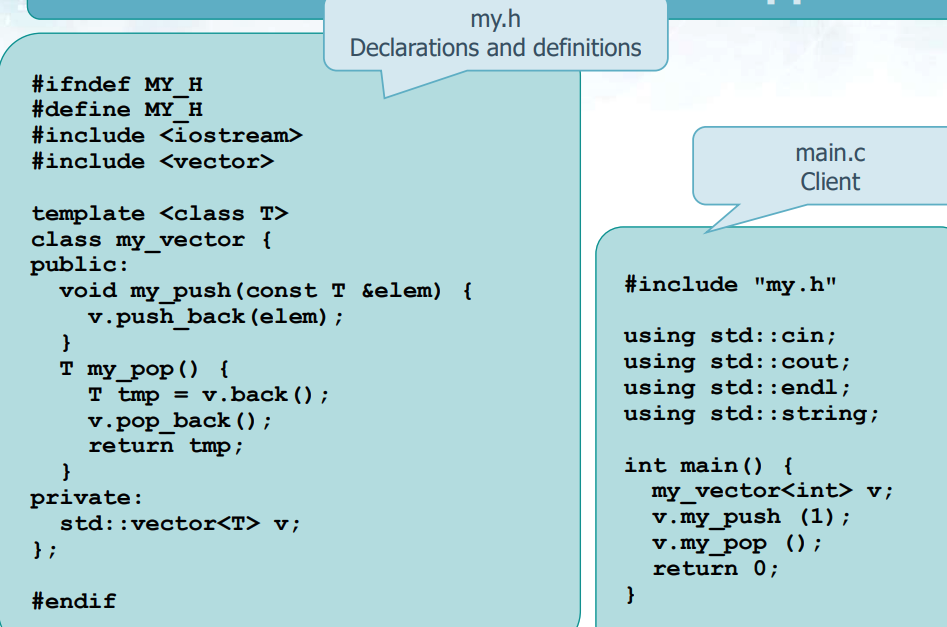 my.h
Declarations and definitions
#ifndef MY_H
#define MY_H
#include <iostream>
#include <vector>
template <class T>
class my_vector {
public:
  void my_push(const T &elem) {
    v.push_back(elem);
  }
  T my_pop() {
    T tmp = v.back();
    v.pop_back();
    return tmp;
  }
private:
  std::vector<T> v;
};
#endif
main.c
Client
#include "my.h"
using std::cin;
using std::cout;
using std::endl;
using std::string;
int main() {
  my_vector<int> v;
  v.my_push (1);
  v.my_pop ();
  return 0;
}